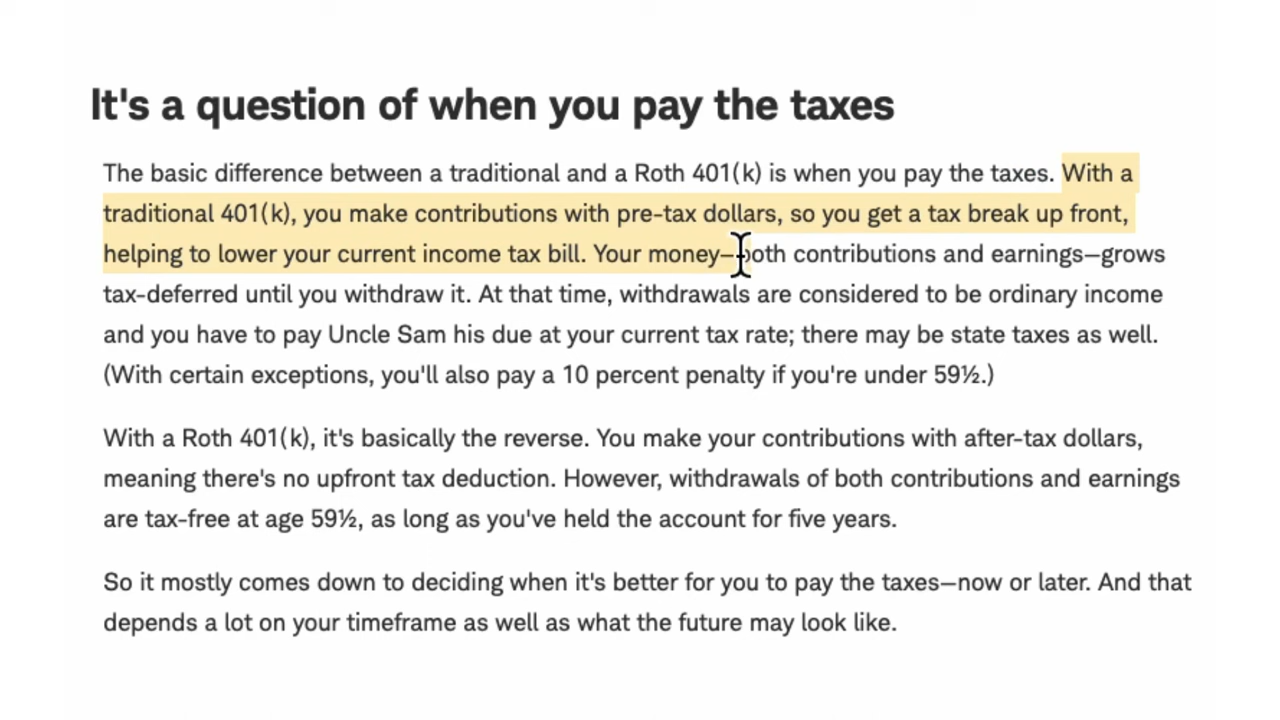 It's a question of when you pay the taxes
The basic difference between a traditional and a Roth 401(k) is when you pay the taxes. With a
traditional 401(k), you make contributions with pre-tax dollars, so you get a tax break up front,
helping to lower your current income tax bill. Your money—both contributions and earnings—grows
tax-deferred until you withdraw it. At that time, withdrawals are considered to be ordinary income
and you have to pay Uncle Sam his due at your current tax rate; there may be state taxes as well.
(With certain exceptions, you'll also pay a 10 percent penalty if you're under 59½.)
With a Roth 401(k), it's basically the reverse. You make your contributions with after-tax dollars,
meaning there's no upfront tax deduction. However, withdrawals of both contributions and earnings
are tax-free at age 59½, as long as you've held the account for five years.
So it mostly comes down to deciding when it's better for you to pay the taxes—now or later. And that
depends a lot on your timeframe as well as what the future may look like.